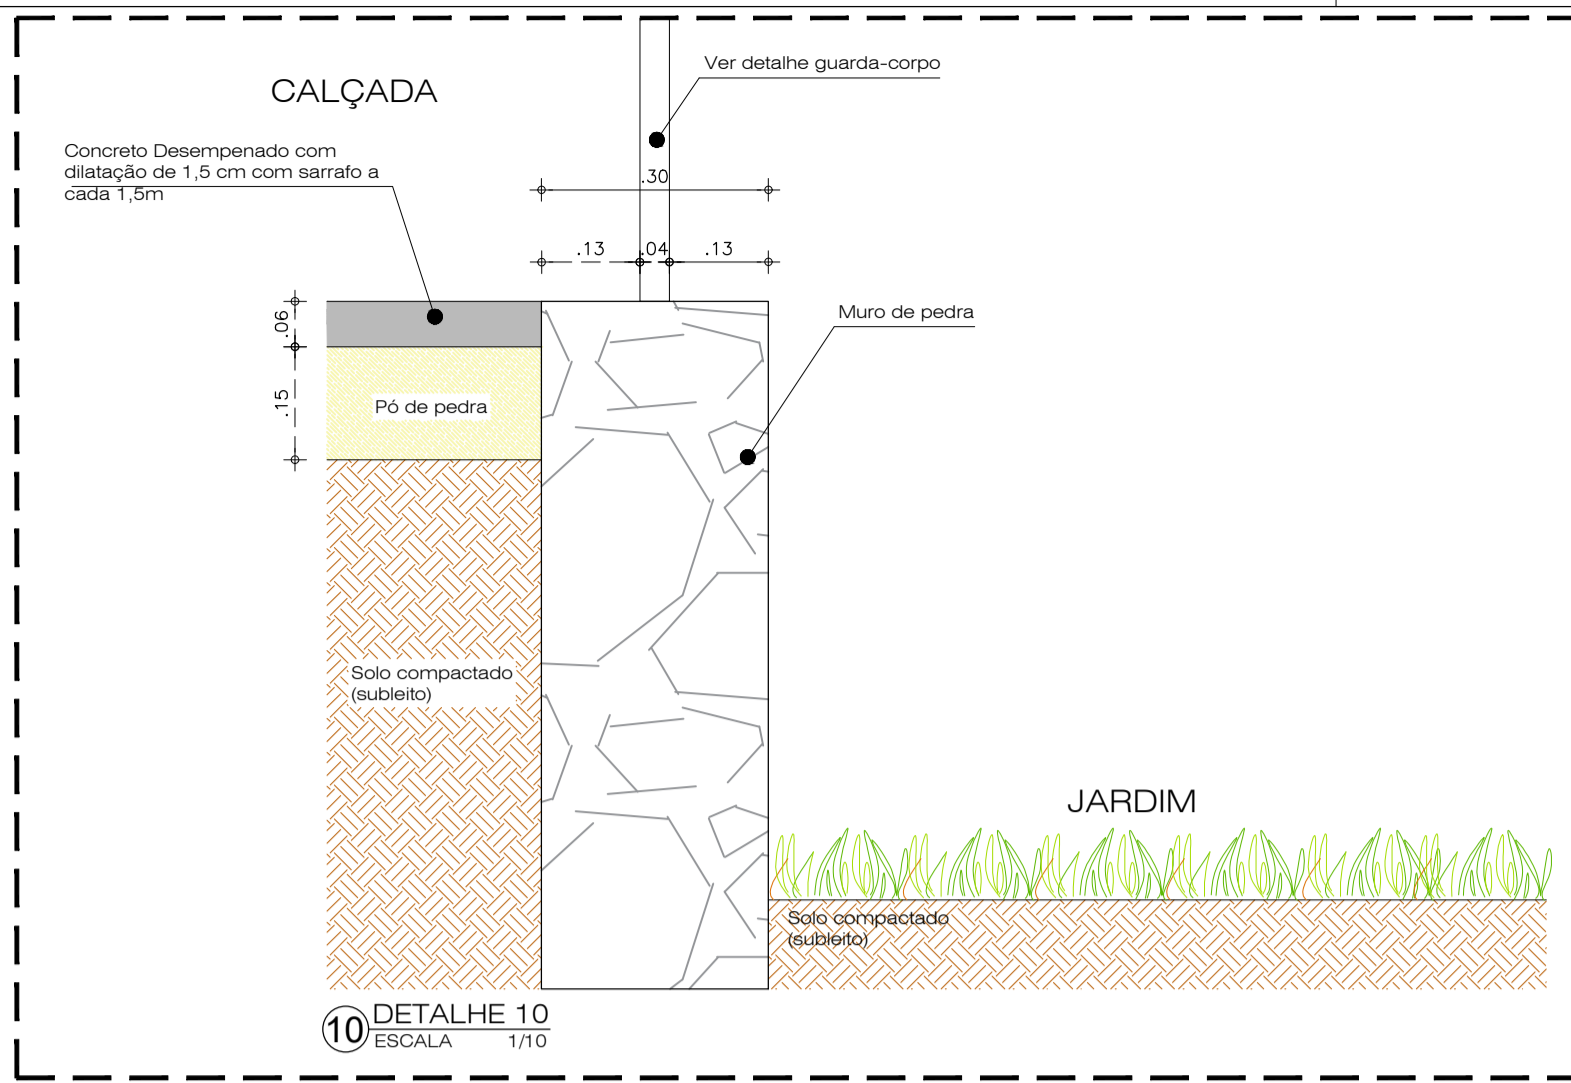 Ver detalhe guarda-corpo
CALÇADA
Concreto Desempenado com
dilatação de 1,5 cm com sarrafo a
cada 1,5m
.30
.13
.04
.13
.06
Muro de pedra
.15
Pó de pedra
Solo compactado
(subleito)
JARDIM
Solo compactado
(subleito)
10
DETALHE 10
ESCALA 1/10